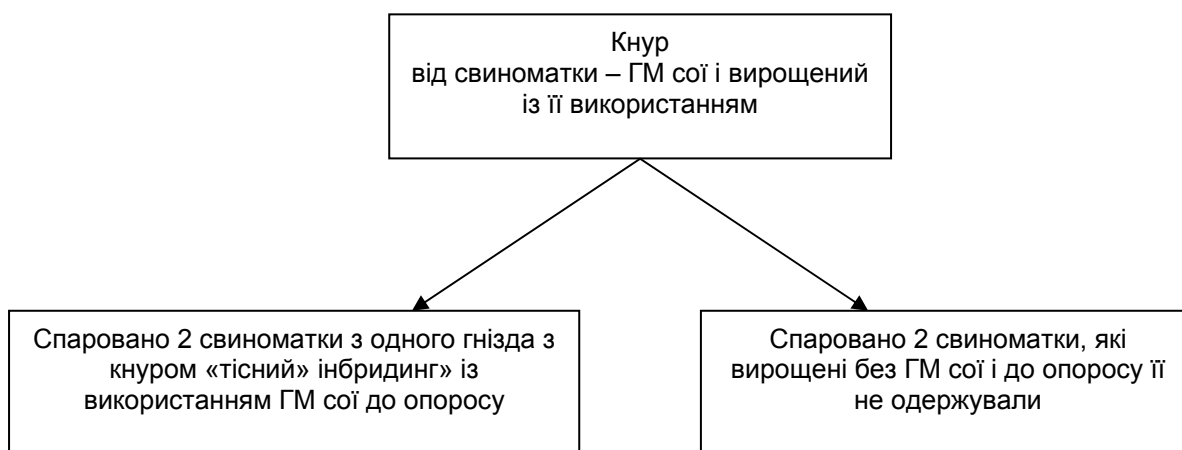 Кнур
від свиноматки – ГМ сої і вирощений
із її використанням
Спаровано 2 свиноматки з одного гнізда з
кнуром «тісний» інбридинг» із
використанням ГМ сої до опоросу
Спаровано 2 свиноматки, які
вирощені без ГМ сої і до опоросу її
не одержували